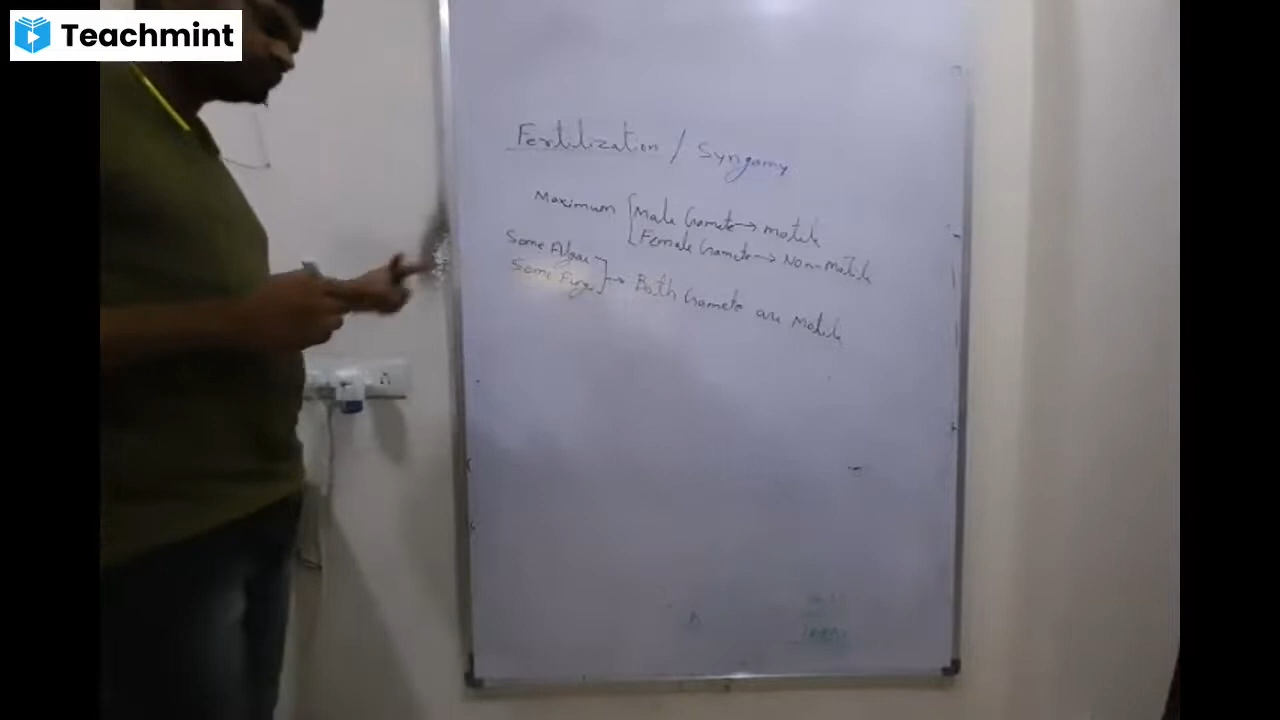 Teachmint
Fertilization / Syngamy
Maximum
Male Gamete → motile
Female Gamete → Non-Motile
Some Algae
Some Fungi
→ Both Gamete are Motile